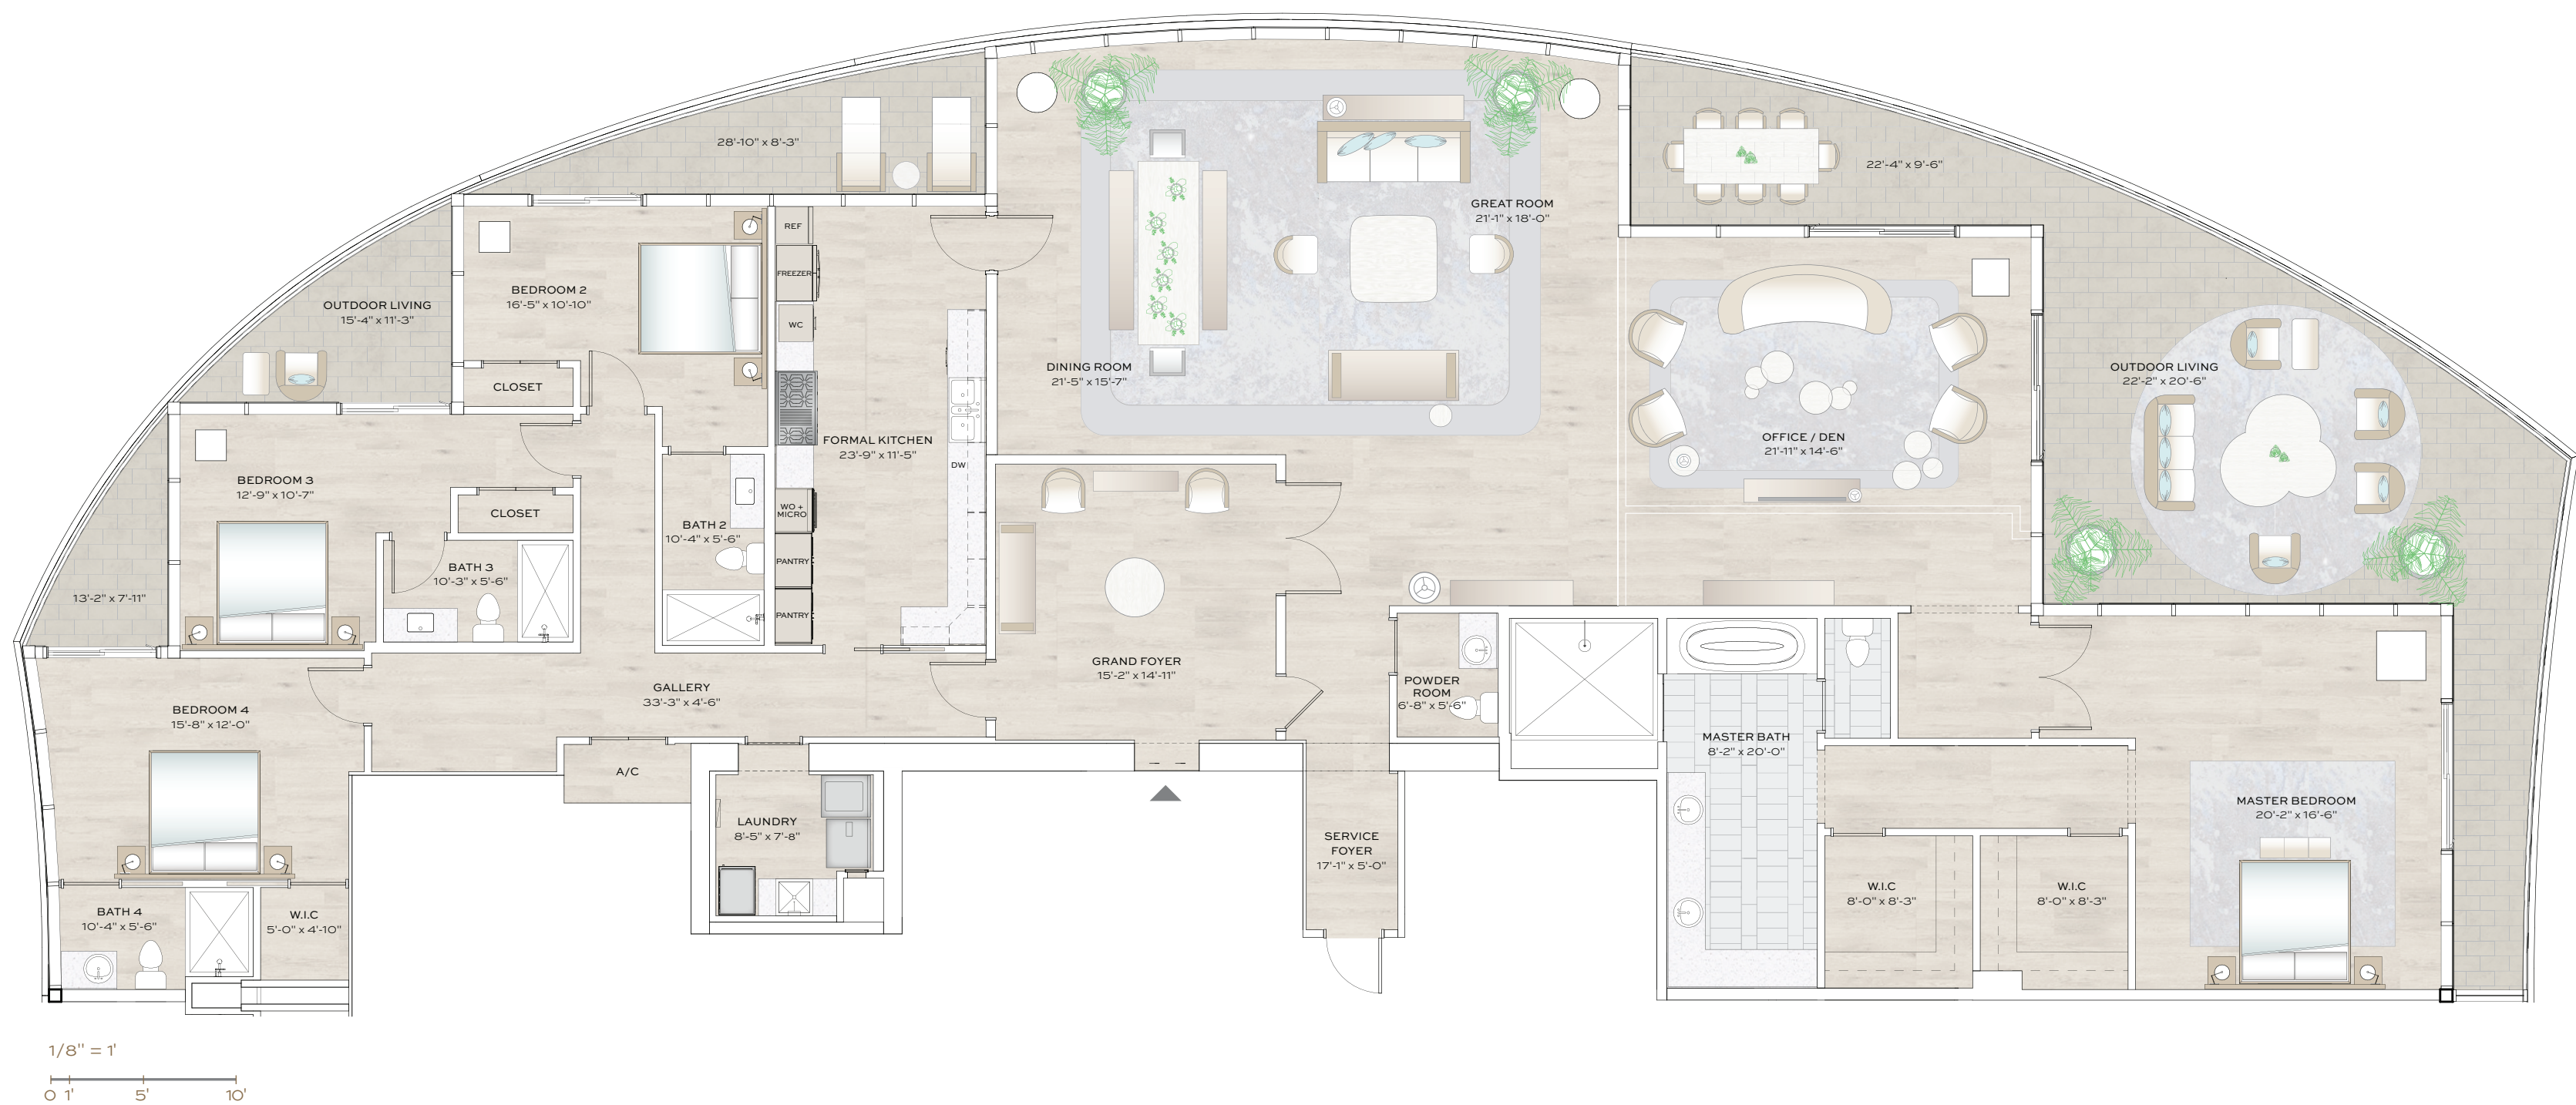 28'-10" x 8'-3"
22'-4" x 9'-6"
GREAT ROOM
21'-1" x 18'-0"
REF
FREEZER
WC
BEDROOM 2
16'-5" x 10'-10"
OUTDOOR LIVING
15'-4" x 11'-3"
CLOSET
DINING ROOM
21'-5" x 15'-7"
OUTDOOR LIVING
22'-2" x 20'-6"
FORMAL KITCHEN
23'-9" x 11'-5"
DW
OFFICE / DEN
21'-11" x 14'-6"
BEDROOM 3
12'-9" x 10'-7"
CLOSET
WO +
MICRO
BATH 2
10'-4" x 5'-6"
PANTRY
BATH 3
10'-3" x 5'-6"
13'-2" x 7'-11"
PANTRY
GRAND FOYER
15'-2" x 14'-11"
GALLERY
33'-3" x 4'-6"
POWDER
ROOM
6'-8" x 5'-6"
BEDROOM 4
15'-8" x 12'-0"
MASTER BATH
8'-2" x 20'-0"
A/C
MASTER BEDROOM
20'-2" x 16'-6"
LAUNDRY
8'-5" x 7'-8"
SERVICE
FOYER
17'-1" x 5'-0"
W.I.C
8'-0" x 8'-3"
W.I.C
8'-0" x 8'-3"
BATH 4
10'-4" x 5'-6"
W.I.C
5'-0" x 4'-10"
1/8" = 1'
0 1' 5' 10'